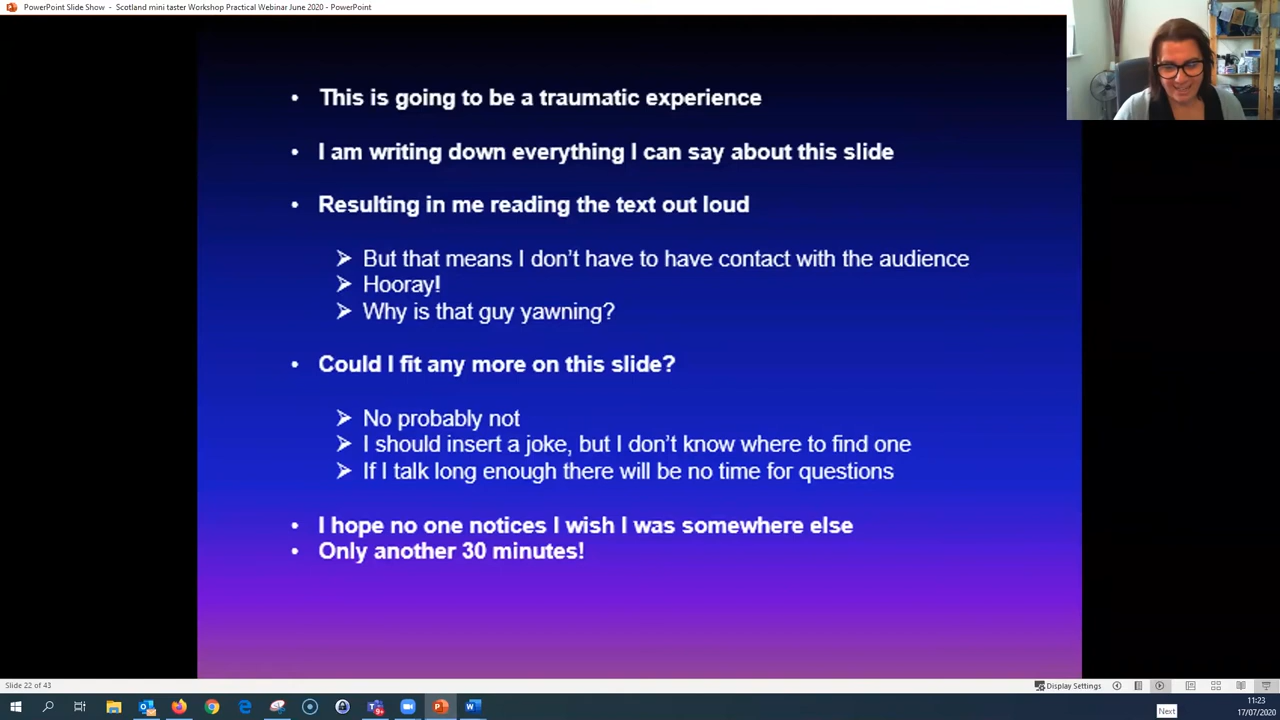 PowerPoint Slide Show - Scotland mini taster Workshop Practical Webinar June 2020 - PowerPoint
• This is going to be a traumatic experience
• I am writing down everything I can say about this slide
• Resulting in me reading the text out loud
➢ But that means I don't have to have contact with the audience
➢ Hooray!
➢ Why is that guy yawning?
• Could I fit any more on this slide?
➢ No probably not
➢ I should insert a joke, but I don't know where to find one
➢ If I talk long enough there will be no time for questions
• I hope no one notices I wish I was somewhere else
• Only another 30 minutes!
Slide 22 of 43
Display Settings
11:23
17/07/2020
Next